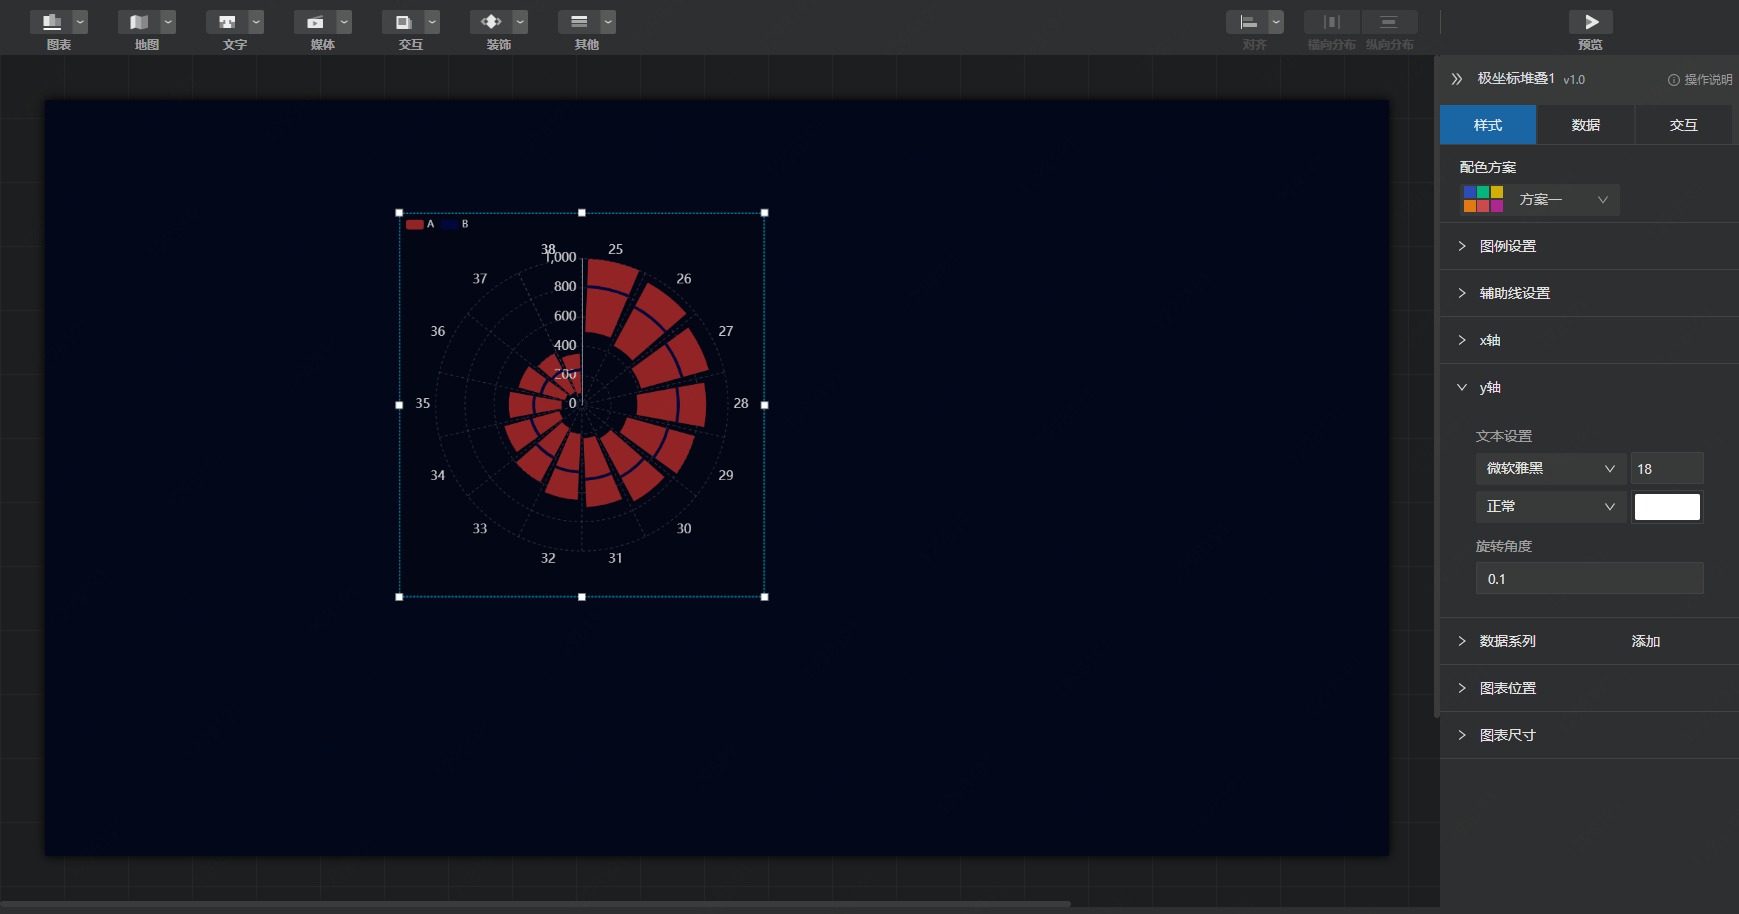 图表 地图 文字 媒体 交互 装饰 其他 对齐 横向分布 纵向分布 预览
极坐标堆叠1 v1.0 操作说明
样式 数据 交互
配色方案
方案一
图例设置
辅助线设置
x轴
y轴
文本设置
微软雅黑 18
正常
旋转角度
0.1
数据系列 添加
图表位置
图表尺寸
A B
38 25
1,000
37 800 26
600
36 400 27
200
35 0 28
34 29
33 30
32 31